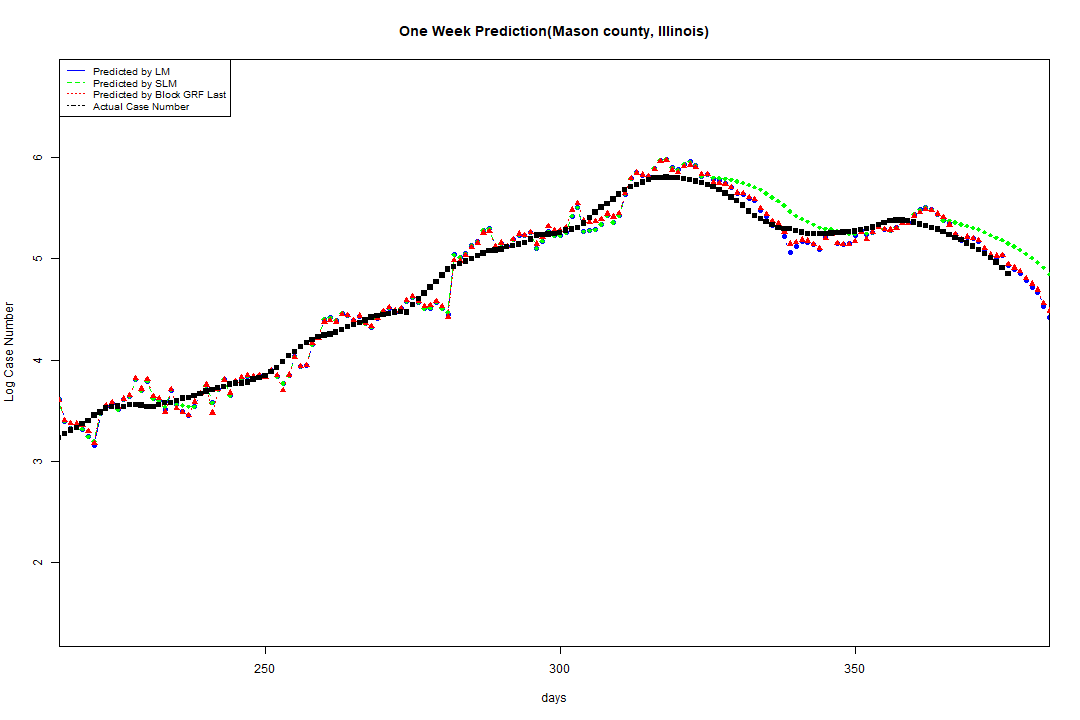 One Week Prediction(Mason county, Illinois)
Predicted by LM
Predicted by SLM
Predicted by Block GRF Last
Actual Case Number
6
5
4
3
2
Log Case Number
250
300
350
days